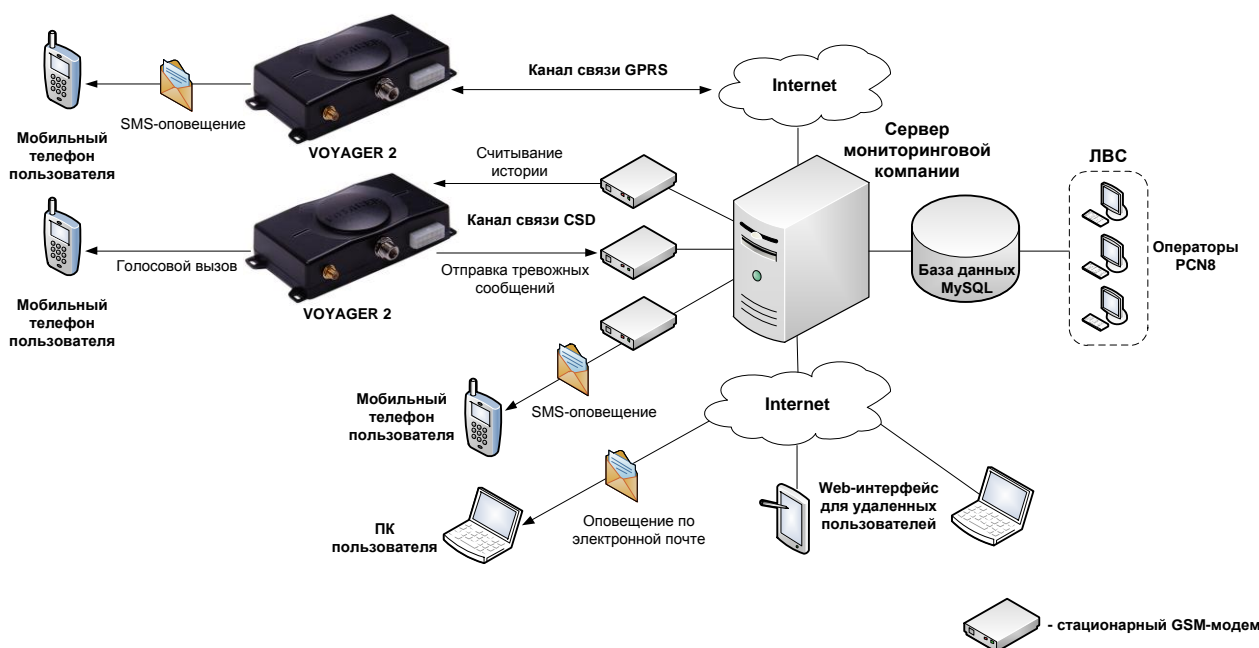 Канал связи GPRS
Internet
SMS-оповещение
Мобильный
телефон
пользователя
VOYAGER 2
Сервер
мониторинговой
компании
Считывание
истории
ЛВС
Канал связи CSD
Голосовой вызов
Отправка тревожных
сообщений
База данных
MySQL
Операторы
PCN8
Мобильный
телефон
пользователя
VOYAGER 2
Мобильный
телефон
пользователя
SMS-оповещение
Internet
ПК
пользователя
Оповещение по
электронной почте
Web-интерфейс
для удаленных
пользователей
- стационарный GSM-модем